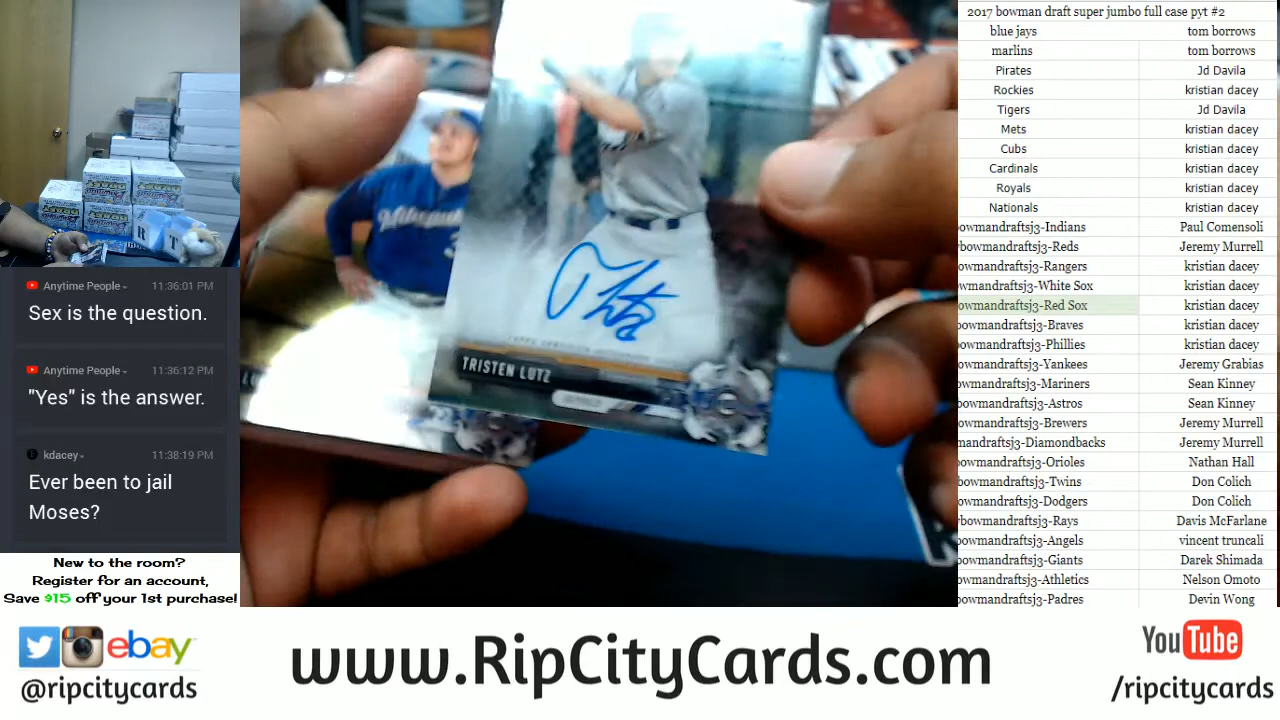 Anytime People 11:36:01 PM
Sex is the question.
Anytime People 11:36:12 PM
"Yes" is the answer.
kdacey 11:38:19 PM
Ever been to jail
Moses?
New to the room?
Register for an account,
Save $15 off your 1st purchase!
TRISTEN LUTZ
R T
2017 bowman draft super jumbo full case pyt #2
blue jays tom borrows
marlins tom borrows
Pirates Jd Davila
Rockies kristian dacey
Tigers Jd Davila
Mets kristian dacey
Cubs kristian dacey
Cardinals kristian dacey
Royals kristian dacey
Nationals kristian dacey
bowmandraftsj3-Indians Paul Comensoli
bowmandraftsj3-Reds Jeremy Murrell
owmandraftsj3-Rangers kristian dacey
owmandraftsj3-White Sox kristian dacey
owmandraftsj3-Red Sox kristian dacey
bowmandraftsj3-Braves kristian dacey
owmandraftsj3-Phillies kristian dacey
owmandraftsj3-Yankees Jeremy Grabias
owmandraftsj3-Mariners Sean Kinney
bowmandraftsj3-Astros Sean Kinney
owmandraftsj3-Brewers Jeremy Murrell
mandraftsj3-Diamondbacks Jeremy Murrell
owmandraftsj3-Orioles Nathan Hall
bowmandraftsj3-Twins Don Colich
owmandraftsj3-Dodgers Don Colich
bowmandraftsj3-Rays Davis McFarlane
owmandraftsj3-Angels vincent truncali
bowmandraftsj3-Giants Darek Shimada
owmandraftsj3-Athletics Nelson Omoto
bowmandraftsj3-Padres Devin Wong
ebay
@ripcitycards
www.RipCityCards.com
YouTube
/ripcitycards